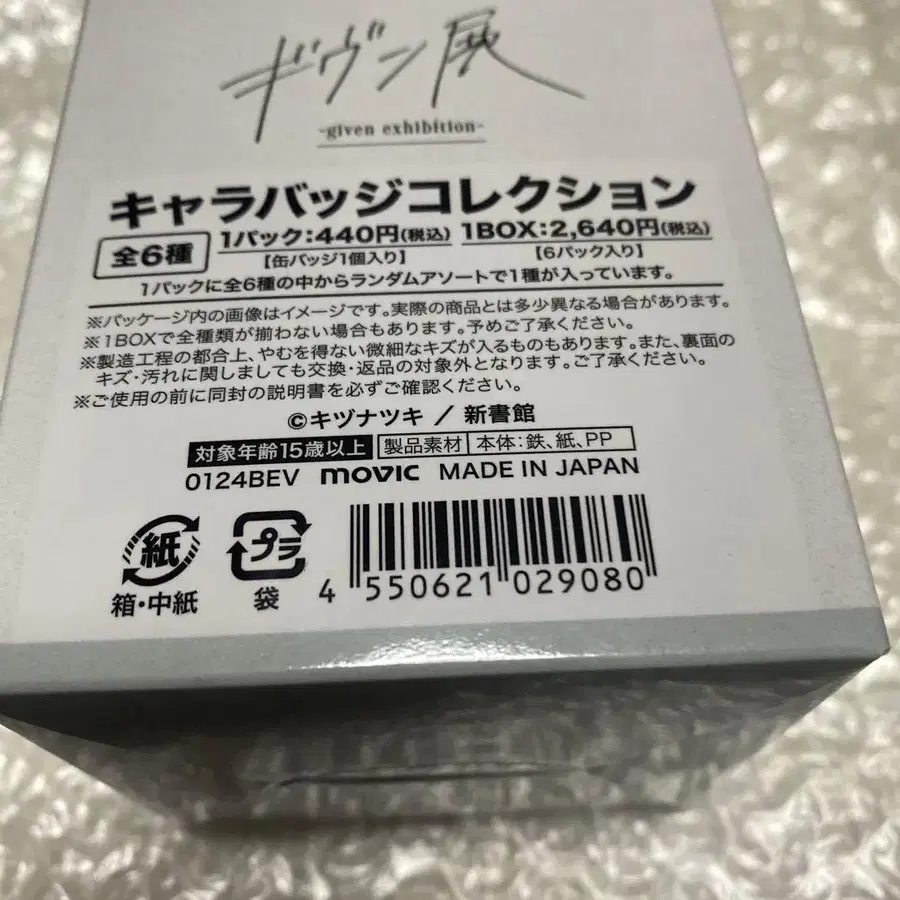 ギヴン展
-given exhibition-
キャラバッジコレクション
全6種 1パック:440円(税込) 1BOX:2,640円(税込)
【缶バッジ1個入り】 【6パック入り】
1パックに全6種の中からランダムアソートで1種が入っています。
※パッケージ内の画像はイメージです。実際の商品とは多少異なる場合があります。
※1BOXで全種類が揃わない場合もあります。予めご了承ください。
※製造工程の都合上、やむを得ない微細なキズが入るものもあります。また、裏面の
キズ・汚れに関しましても交換・返品の対象外となります。ご了承ください。
※ご使用の前に同封の説明書を必ずご確認ください。
©キヅナツキ / 新書館
対象年齢15歳以上 製品素材 本体:鉄、紙、PP
0124BEV movic MADE IN JAPAN
紙 プラ
箱・中紙 袋
4 550621 029080